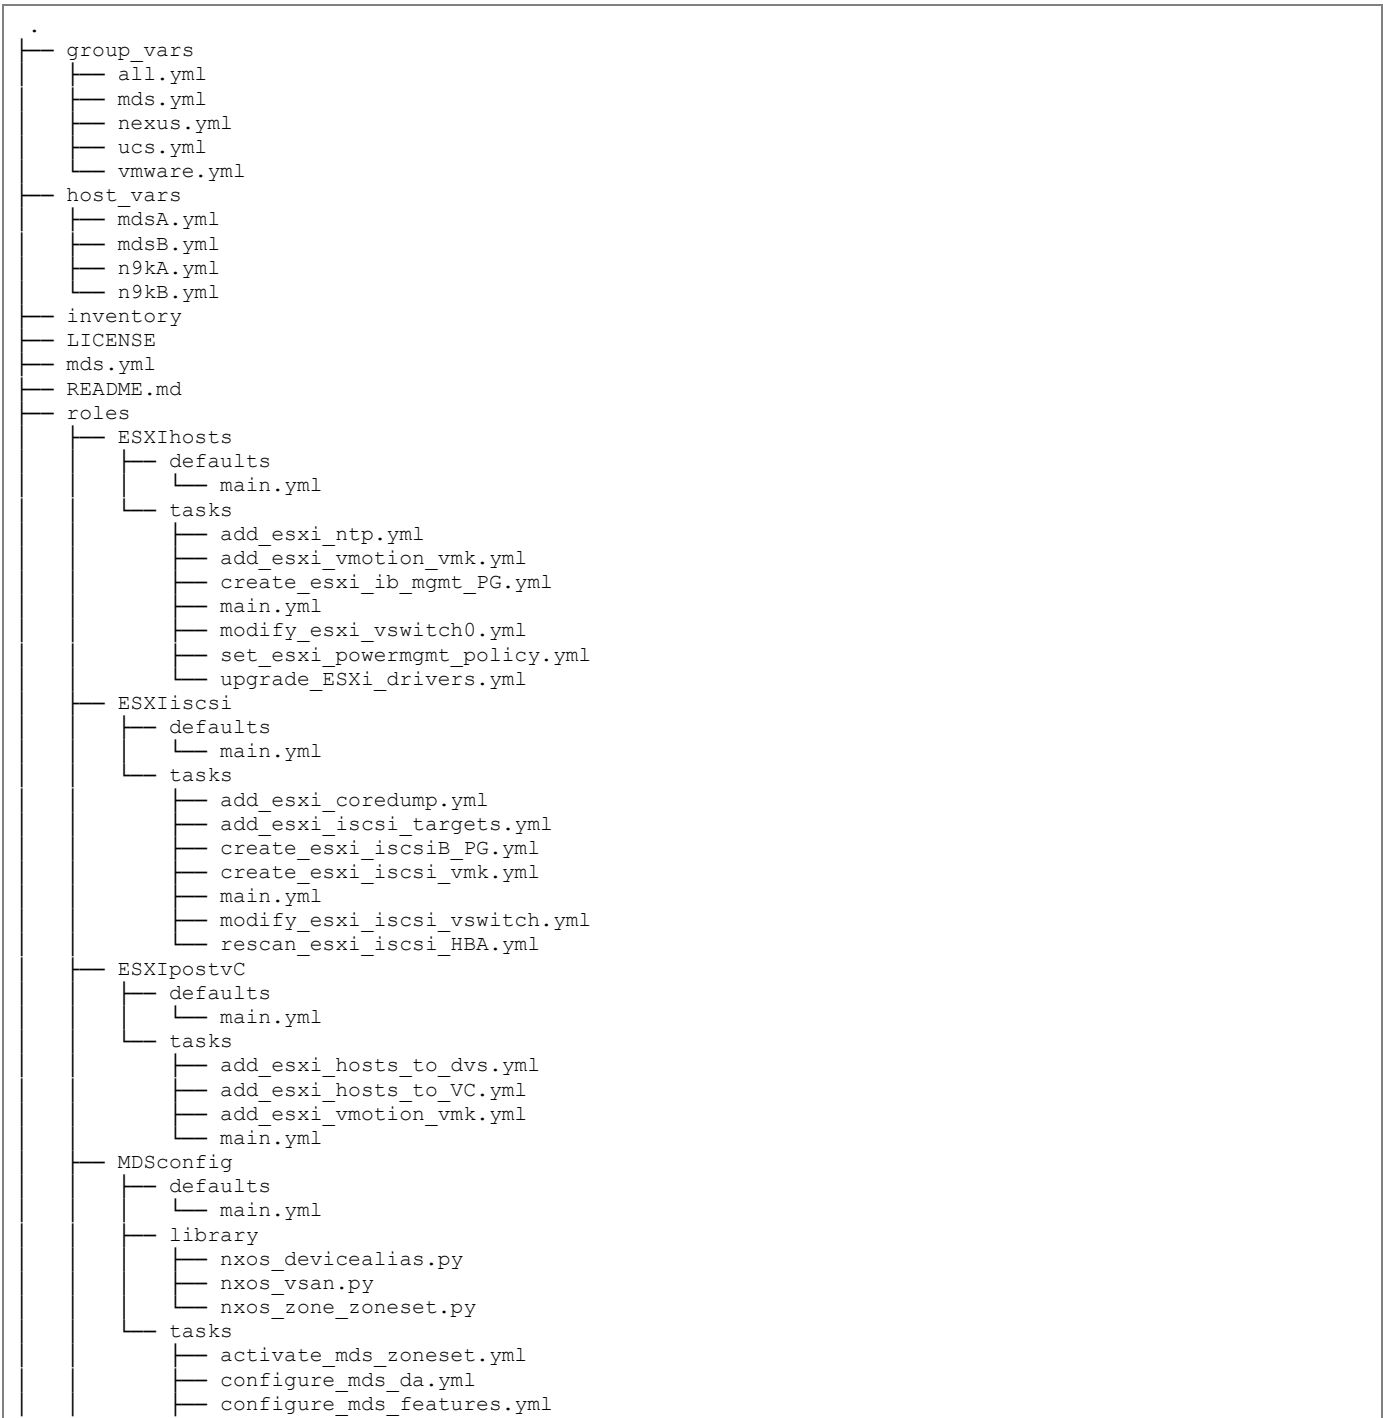 .
├── group_vars
│   ├── all.yml
│   ├── mds.yml
│   ├── nexus.yml
│   ├── ucs.yml
│   └── vmware.yml
├── host_vars
│   ├── mdsA.yml
│   ├── mdsB.yml
│   ├── n9kA.yml
│   └── n9kB.yml
├── inventory
├── LICENSE
├── mds.yml
├── README.md
├── roles
│   ├── ESXIhosts
│   │   ├── defaults
│   │   │   └── main.yml
│   │   └── tasks
│   │       ├── add_esxi_ntp.yml
│   │       ├── add_esxi_vmotion_vmk.yml
│   │       ├── create_esxi_ib_mgmt_PG.yml
│   │       ├── main.yml
│   │       ├── modify_esxi_vswitch0.yml
│   │       ├── set_esxi_powermgmt_policy.yml
│   │       └── upgrade_ESXi_drivers.yml
│   ├── ESXIiscsi
│   │   ├── defaults
│   │   │   └── main.yml
│   │   └── tasks
│   │       ├── add_esxi_coredump.yml
│   │       ├── add_esxi_iscsi_targets.yml
│   │       ├── create_esxi_iscsiB_PG.yml
│   │       ├── create_esxi_iscsi_vmk.yml
│   │       ├── main.yml
│   │       ├── modify_esxi_iscsi_vswitch.yml
│   │       └── rescan_esxi_iscsi_HBA.yml
│   ├── ESXIpostvC
│   │   ├── defaults
│   │   │   └── main.yml
│   │   └── tasks
│   │       ├── add_esxi_hosts_to_dvs.yml
│   │       ├── add_esxi_hosts_to_VC.yml
│   │       ├── add_esxi_vmotion_vmk.yml
│   │       └── main.yml
│   ├── MDSconfig
│   │   ├── defaults
│   │   │   └── main.yml
│   │   ├── library
│   │   │   ├── nxos_devicealias.py
│   │   │   ├── nxos_vsan.py
│   │   │   └── nxos_zone_zoneset.py
│   │   └── tasks
│   │       ├── activate_mds_zoneset.yml
│   │       ├── configure_mds_da.yml
│   │       ├── configure_mds_features.yml